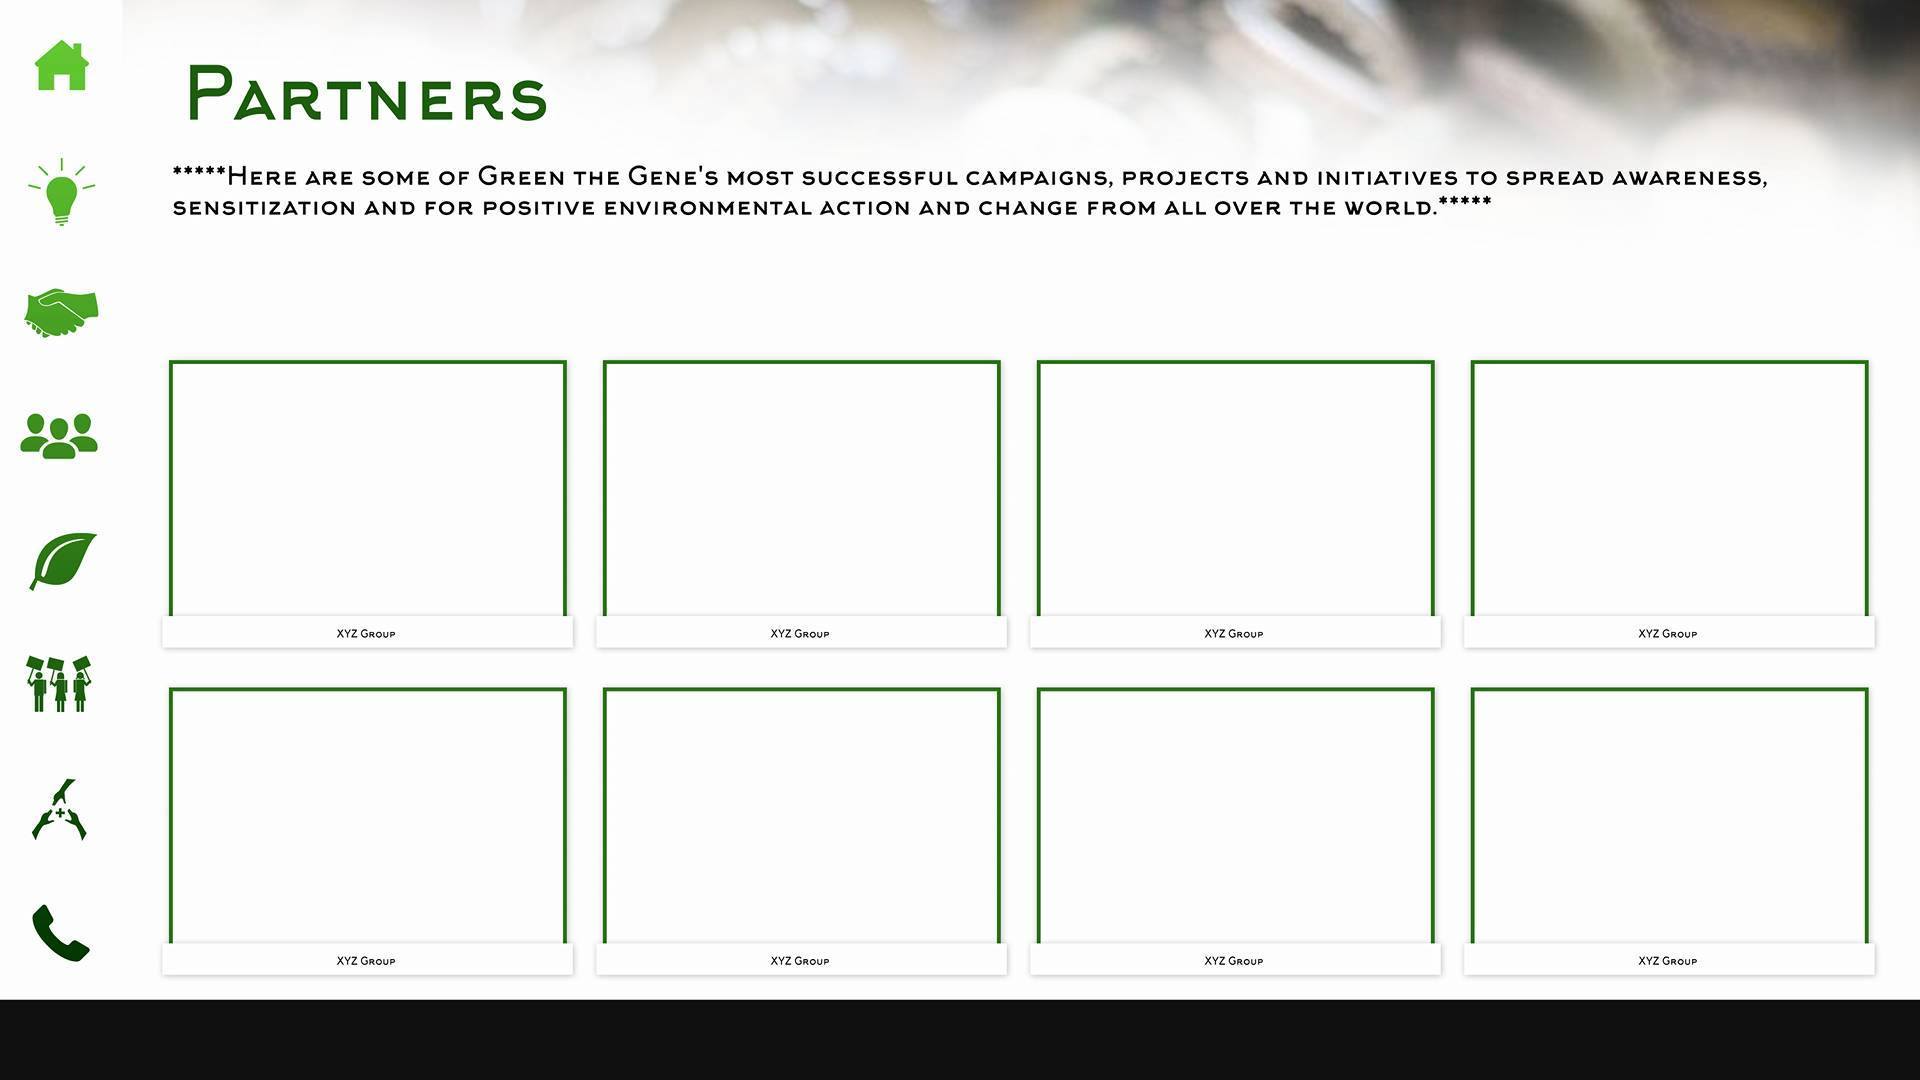 Partners
*****Here are some of Green the Gene's most successful campaigns, projects and initiatives to spread awareness,
sensitization and for positive environmental action and change from all over the world.*****
XYZ Group
XYZ Group
XYZ Group
XYZ Group
XYZ Group
XYZ Group
XYZ Group
XYZ Group